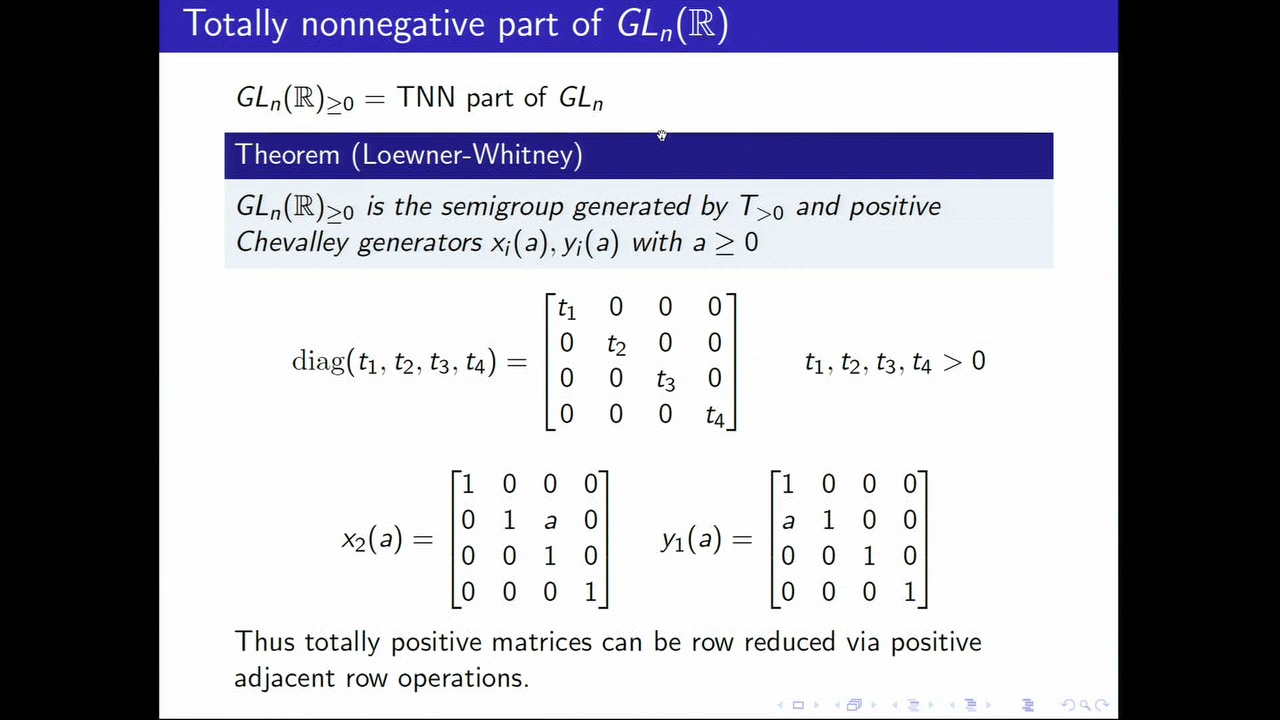 Totally nonnegative part of GLₙ(ℝ)
GLₙ(ℝ)≥0 = TNN part of GLₙ
Theorem (Loewner-Whitney)
GLₙ(ℝ)≥0 is the semigroup generated by T>0 and positive
Chevalley generators xᵢ(a), yᵢ(a) with a ≥ 0
diag(t₁, t₂, t₃, t₄) =
t₁ 0 0 0
0 t₂ 0 0
0 0 t₃ 0
0 0 0 t₄
t₁, t₂, t₃, t₄ > 0
x₂(a) =
1 0 0 0
0 1 a 0
0 0 1 0
0 0 0 1
y₁(a) =
1 0 0 0
a 1 0 0
0 0 1 0
0 0 0 1
Thus totally positive matrices can be row reduced via positive
adjacent row operations.